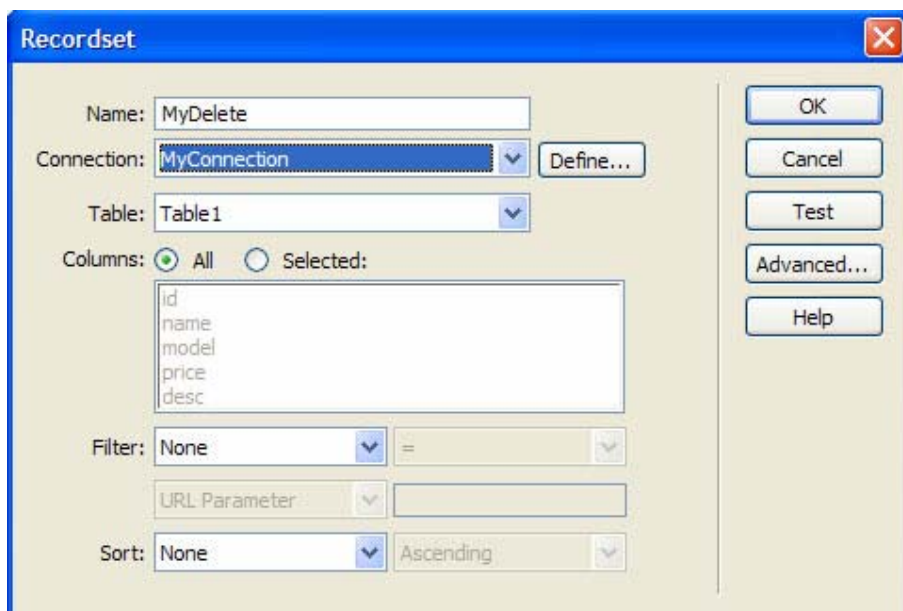 Recordset
Name: MyDelete
OK
Connection: MyConnection Define...
Cancel
Table: Table1
Test
Columns: All Selected:
Advanced...
id
name
model
price
desc
Help
Filter: None =
URL Parameter
Sort: None Ascending